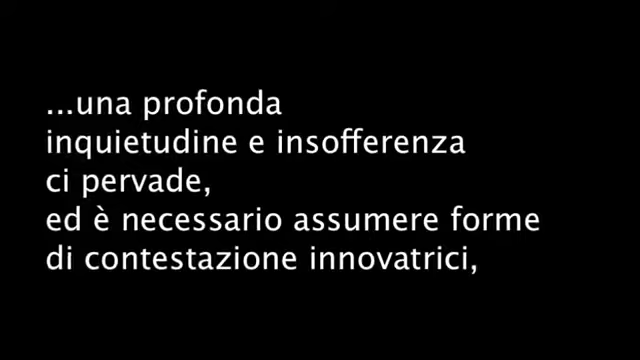 ...una profonda
inquietudine e insofferenza
ci pervade,
ed è necessario assumere forme
di contestazione innovatrici,